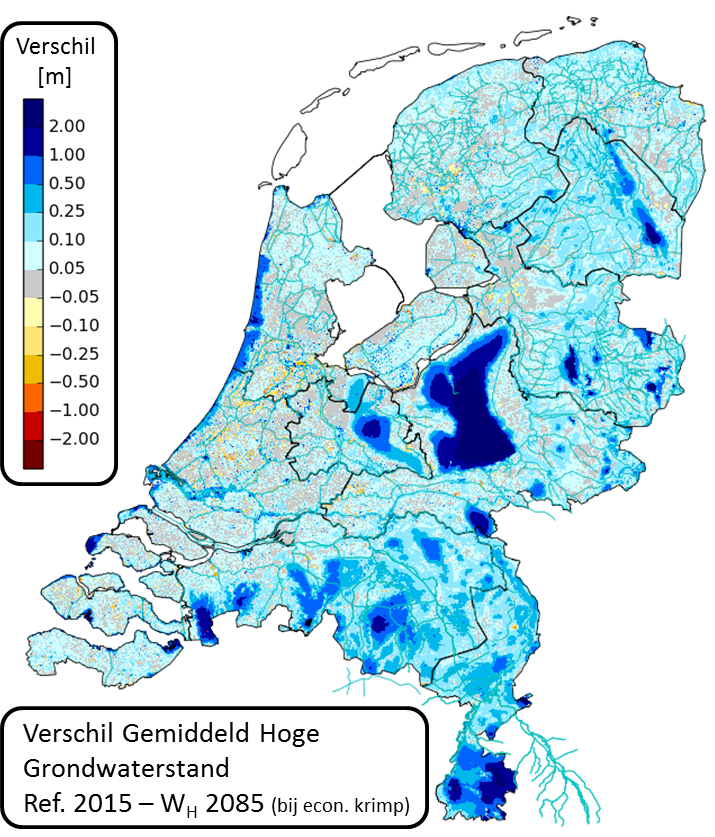 Verschil
[m]
2.00
1.00
0.50
0.25
0.10
0.05
−0.05
−0.10
−0.25
−0.50
−1.00
−2.00
Verschil Gemiddeld Hoge
Grondwaterstand
Ref. 2015 – WH 2085 (bij econ. krimp)